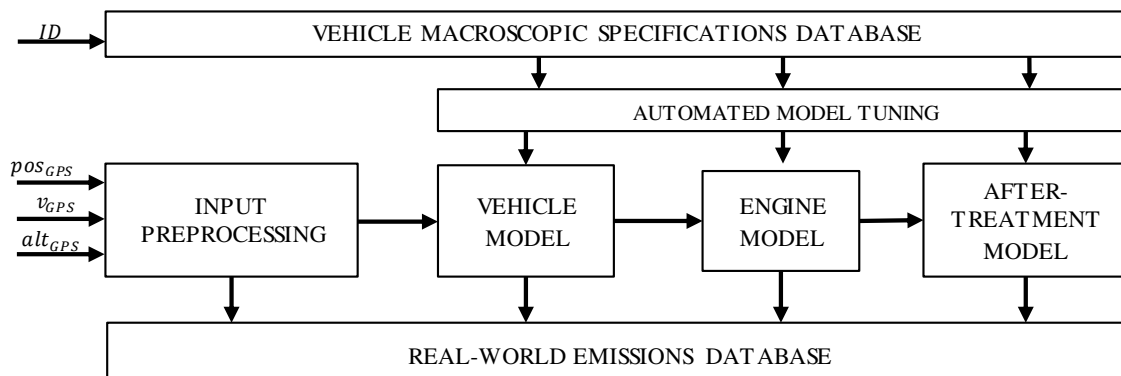 ID
VEHICLE MACROSCOPIC SPECIFICATIONS DATABASE
AUTOMATED MODEL TUNING
pos_GPS
v_GPS
alt_GPS
INPUT
PREPROCESSING
VEHICLE
MODEL
ENGINE
MODEL
AFTER-
TREATMENT
MODEL
REAL-WORLD EMISSIONS DATABASE